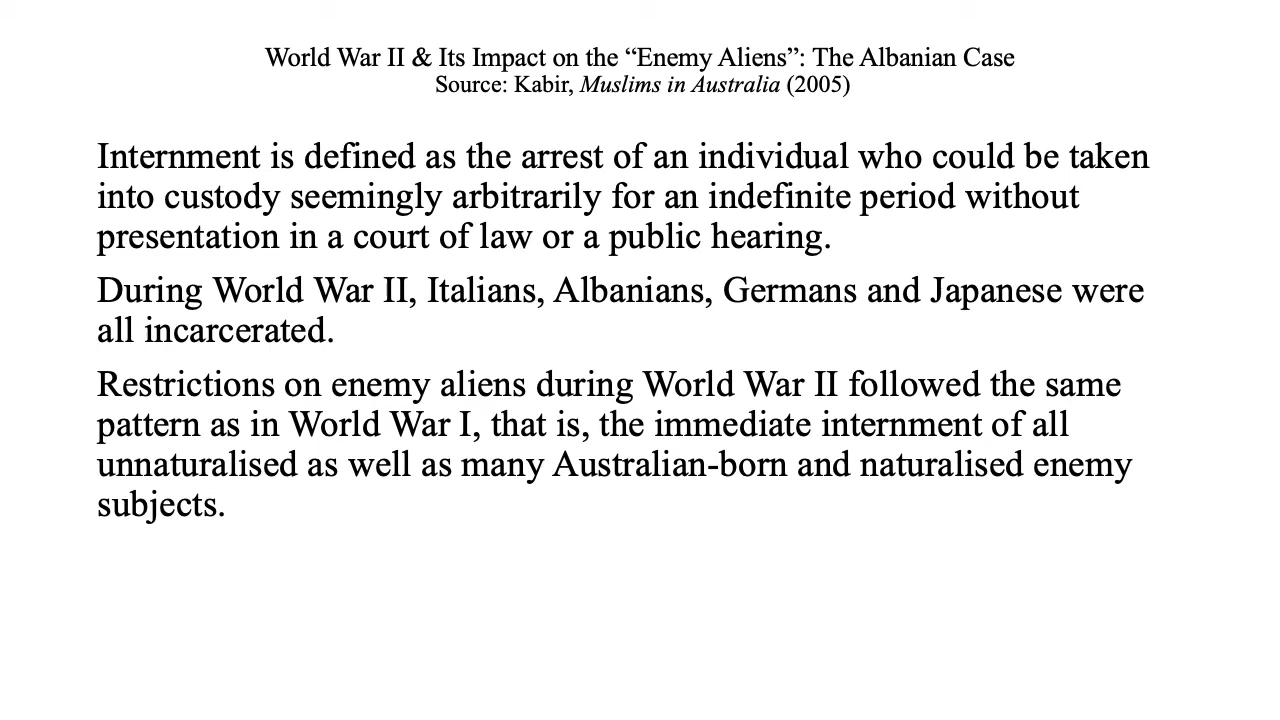 World War II & Its Impact on the “Enemy Aliens”: The Albanian Case
Source: Kabir, Muslims in Australia (2005)
Internment is defined as the arrest of an individual who could be taken
into custody seemingly arbitrarily for an indefinite period without
presentation in a court of law or a public hearing.
During World War II, Italians, Albanians, Germans and Japanese were
all incarcerated.
Restrictions on enemy aliens during World War II followed the same
pattern as in World War I, that is, the immediate internment of all
unnaturalised as well as many Australian-born and naturalised enemy
subjects.